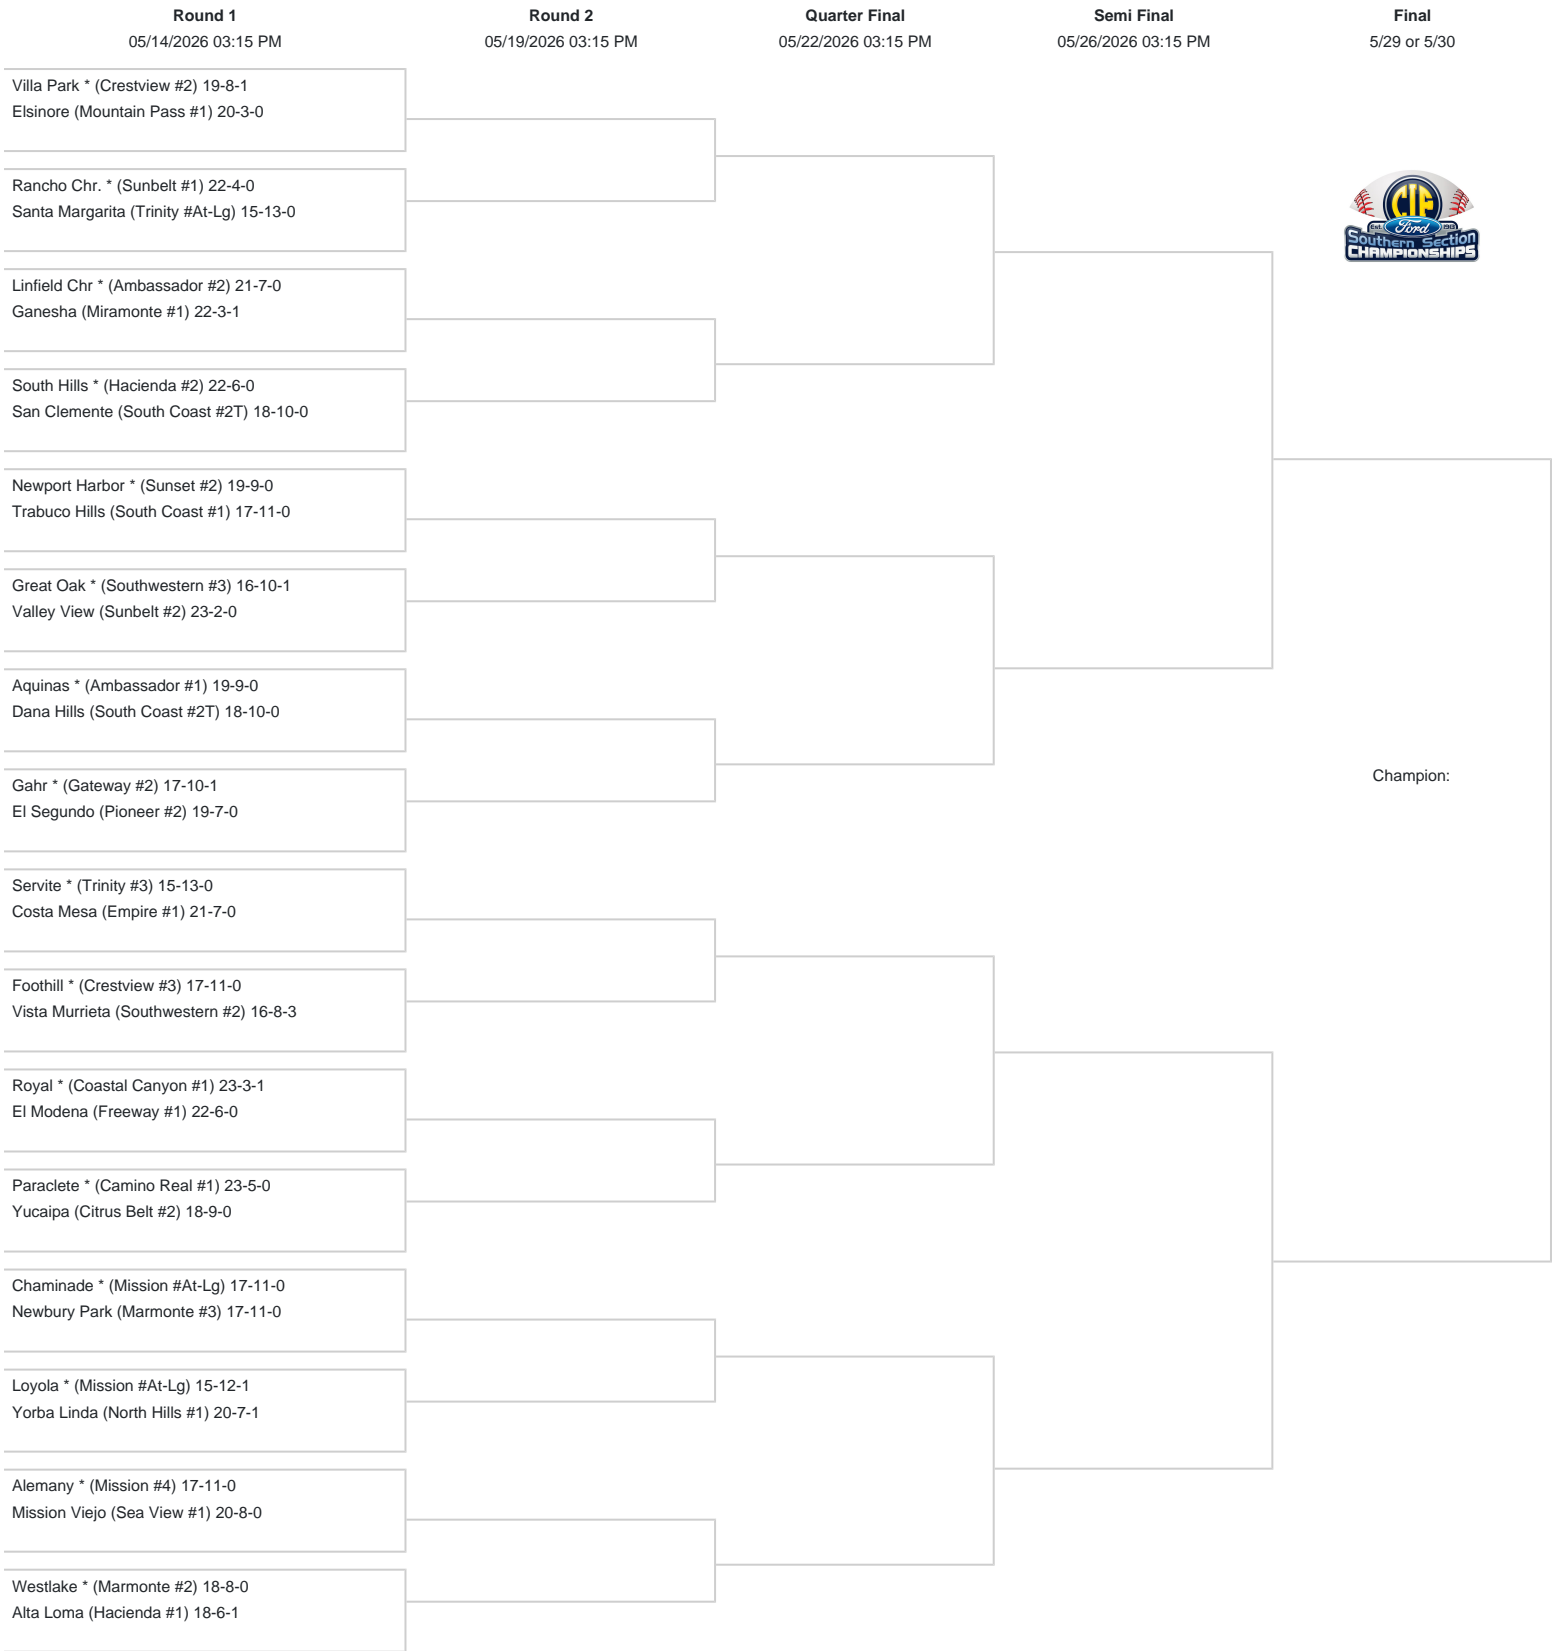 Round 1
05/14/2026 03:15 PM
Round 2
05/19/2026 03:15 PM
Quarter Final
05/22/2026 03:15 PM
Semi Final
05/26/2026 03:15 PM
Final
5/29 or 5/30
Villa Park * (Crestview #2) 19-8-1
Elsinore (Mountain Pass #1) 20-3-0
Rancho Chr. * (Sunbelt #1) 22-4-0
Santa Margarita (Trinity #At-Lg) 15-13-0
Linfield Chr * (Ambassador #2) 21-7-0
Ganesha (Miramonte #1) 22-3-1
South Hills * (Hacienda #2) 22-6-0
San Clemente (South Coast #2T) 18-10-0
Newport Harbor * (Sunset #2) 19-9-0
Trabuco Hills (South Coast #1) 17-11-0
Great Oak * (Southwestern #3) 16-10-1
Valley View (Sunbelt #2) 23-2-0
Aquinas * (Ambassador #1) 19-9-0
Dana Hills (South Coast #2T) 18-10-0
Gahr * (Gateway #2) 17-10-1
El Segundo (Pioneer #2) 19-7-0
Servite * (Trinity #3) 15-13-0
Costa Mesa (Empire #1) 21-7-0
Foothill * (Crestview #3) 17-11-0
Vista Murrieta (Southwestern #2) 16-8-3
Royal * (Coastal Canyon #1) 23-3-1
El Modena (Freeway #1) 22-6-0
Paraclete * (Camino Real #1) 23-5-0
Yucaipa (Citrus Belt #2) 18-9-0
Chaminade * (Mission #At-Lg) 17-11-0
Newbury Park (Marmonte #3) 17-11-0
Loyola * (Mission #At-Lg) 15-12-1
Yorba Linda (North Hills #1) 20-7-1
Alemany * (Mission #4) 17-11-0
Mission Viejo (Sea View #1) 20-8-0
Westlake * (Marmonte #2) 18-8-0
Alta Loma (Hacienda #1) 18-6-1
CIF
Est. Ford 1913
Southern Section
CHAMPIONSHIPS
Champion: